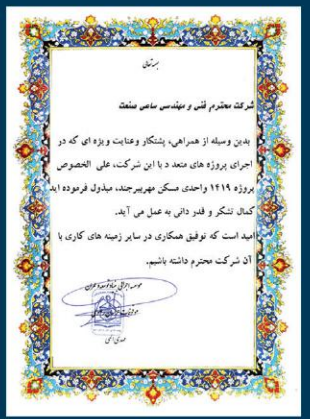 بسمه تعالی
شرکت محترم فنی و مهندسی ساعی صنعت
بدین وسیله از همراهی، پشتکار وعنایت ویژه ای که در
اجرای پروژه های متعدد با این شرکت، علی الخصوص
پروژه ۱۴۱۹ واحدی مسکن مهربیرجند، مبذول فرموده اید
کمال تشکر و قدر دانی به عمل می آید.
امید است که توفیق همکاری در سایر زمینه های کاری با
آن شرکت محترم داشته باشیم.